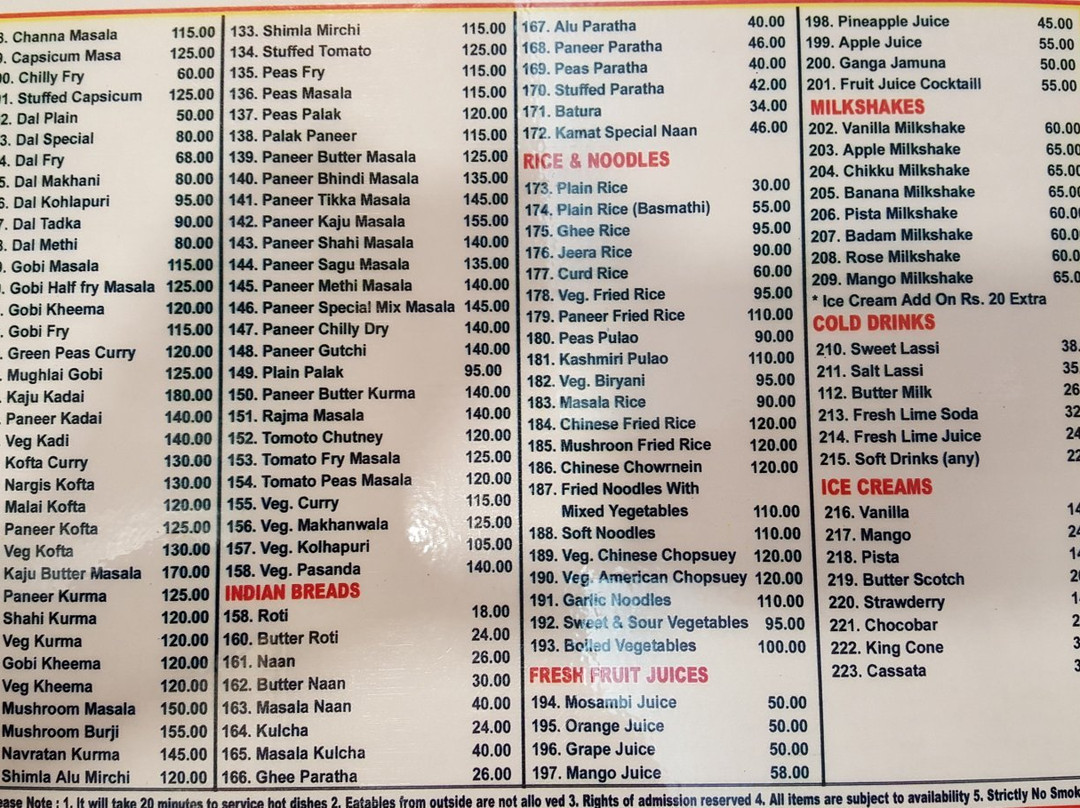 Channa Masala 115.00
Capsicum Masa 125.00
Chilly Fry 60.00
Stuffed Capsicum 125.00
Dal Plain 50.00
Dal Special 80.00
Dal Fry 68.00
Dal Makhani 80.00
Dal Kohlapuri 95.00
Dal Tadka 90.00
Dal Methi 80.00
Gobi Masala 115.00
Gobi Half fry Masala 125.00
Gobi Kheema 120.00
Gobi Fry 115.00
Green Peas Curry 120.00
Mughlai Gobi 125.00
Kaju Kadai 180.00
Paneer Kadai 140.00
Veg Kadi 140.00
Kofta Curry 130.00
Nargis Kofta 130.00
Malai Kofta 120.00
Paneer Kofta 125.00
Veg Kofta 130.00
Kaju Butter Masala 170.00
Paneer Kurma 125.00
Shahi Kurma 120.00
Veg Kurma 120.00
Gobi Kheema 120.00
Veg Kheema 120.00
Mushroom Masala 150.00
Mushroom Burji 155.00
Navratan Kurma 145.00
Shimla Alu Mirchi 120.00
133. Shimla Mirchi 115.00
134. Stuffed Tomato 125.00
135. Peas Fry 115.00
136. Peas Masala 115.00
137. Peas Palak 120.00
138. Palak Paneer 115.00
139. Paneer Butter Masala 125.00
140. Paneer Bhindi Masala 135.00
141. Paneer Tikka Masala 145.00
142. Paneer Kaju Masala 155.00
143. Paneer Shahi Masala 140.00
144. Paneer Sagu Masala 135.00
145. Paneer Methi Masala 140.00
146. Paneer Special Mix Masala 145.00
147. Paneer Chilly Dry 140.00
148. Paneer Gutchi 140.00
149. Plain Palak 95.00
150. Paneer Butter Kurma 140.00
151. Rajma Masala 140.00
152. Tomoto Chutney 120.00
153. Tomato Fry Masala 125.00
154. Tomato Peas Masala 120.00
155. Veg. Curry 115.00
156. Veg. Makhanwala 125.00
157. Veg. Kolhapuri 105.00
158. Veg. Pasanda 140.00
INDIAN BREADS
158. Roti 18.00
160. Butter Roti 24.00
161. Naan 26.00
162. Butter Naan 30.00
163. Masala Naan 40.00
164. Kulcha 24.00
165. Masala Kulcha 40.00
166. Ghee Paratha 26.00
167. Alu Paratha 40.00
168. Paneer Paratha 46.00
169. Peas Paratha 40.00
170. Stuffed Paratha 42.00
171. Batura 34.00
172. Kamat Special Naan 46.00
RICE & NOODLES
173. Plain Rice 30.00
174. Plain Rice (Basmathi) 55.00
175. Ghee Rice 95.00
176. Jeera Rice 90.00
177. Curd Rice 60.00
178. Veg. Fried Rice 95.00
179. Paneer Fried Rice 110.00
180. Peas Pulao 90.00
181. Kashmiri Pulao 110.00
182. Veg. Biryani 95.00
183. Masala Rice 90.00
184. Chinese Fried Rice 120.00
185. Mushroon Fried Rice 120.00
186. Chinese Chowrnein 120.00
187. Fried Noodles With
Mixed Yegetables 110.00
188. Soft Noodles 110.00
189. Veg. Chinese Chopsuey 120.00
190. Veg. American Chopsuey 120.00
191. Garlic Noodles 110.00
192. Sweet & Sour Vegetables 95.00
193. Boiled Vegetables 100.00
FRESH FRUIT JUICES
194. Mosambi Juice 50.00
195. Orange Juice 50.00
196. Grape Juice 50.00
197. Mango Juice 58.00
198. Pineapple Juice 45.00
199. Apple Juice 55.00
200. Ganga Jamuna 50.00
201. Fruit Juice Cocktaill 55.00
MILKSHAKES
202. Vanilla Milkshake 60.00
203. Apple Milkshake 65.00
204. Chikku Milkshake 65.00
205. Banana Milkshake 65.00
206. Pista Milkshake 60.00
207. Badam Milkshake 60.0
208. Rose Milkshake 60.0
209. Mango Milkshake 65.0
* Ice Cream Add On Rs. 20 Extra
COLD DRINKS
210. Sweet Lassi 38.
211. Salt Lassi 35.
112. Butter Milk 26
213. Fresh Lime Soda 32
214. Fresh Lime Juice 24
215. Soft Drinks (any) 22
ICE CREAMS
216. Vanilla 14
217. Mango 24
218. Pista 14
219. Butter Scotch 20
220. Strawderry 1
221. Chocobar 2
222. King Cone 3
223. Cassata 3
ease Note : 1. It will take 20 minutes to service hot dishes 2. Eatables from outside are not allo ved 3. Rights of admission reserved 4. All items are subject to availability 5. Strictly No Smok